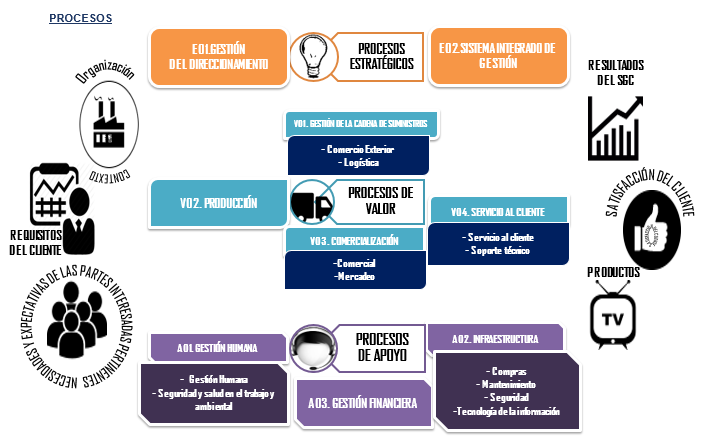 PROCESOS
E01.GESTIÓN
DEL DIRECCIONAMIENTO
PROCESOS
ESTRATÉGICOS
E02.SISTEMA INTEGRADO DE
GESTIÓN
Organización
CONTEXTO
REQUISITOS
DEL CLIENTE
NECESIDADES Y EXPECTATIVAS DE LAS PARTES INTERESADAS PERTINENTES
V01. GESTIÓN DE LA CADENA DE SUMINISTROS
- Comercio Exterior
- Logística
V02. PRODUCCIÓN
PROCESOS DE
VALOR
V03. COMERCIALIZACIÓN
-Comercial
-Mercadeo
V04. SERVICIO AL CLIENTE
- Servicio al cliente
- Soporte técnico
A01. GESTIÓN HUMANA
- Gestión Humana
- Seguridad y salud en el trabajo y
ambiental
PROCESOS
DE APOYO
A03. GESTIÓN FINANCIERA
A02. INFRAESTRUCTURA
- Compras
- Mantenimiento
- Seguridad
-Tecnología de la información
RESULTADOS
DEL SGC
SATISFACCIÓN DEL CLIENTE
PRODUCTOS
TV